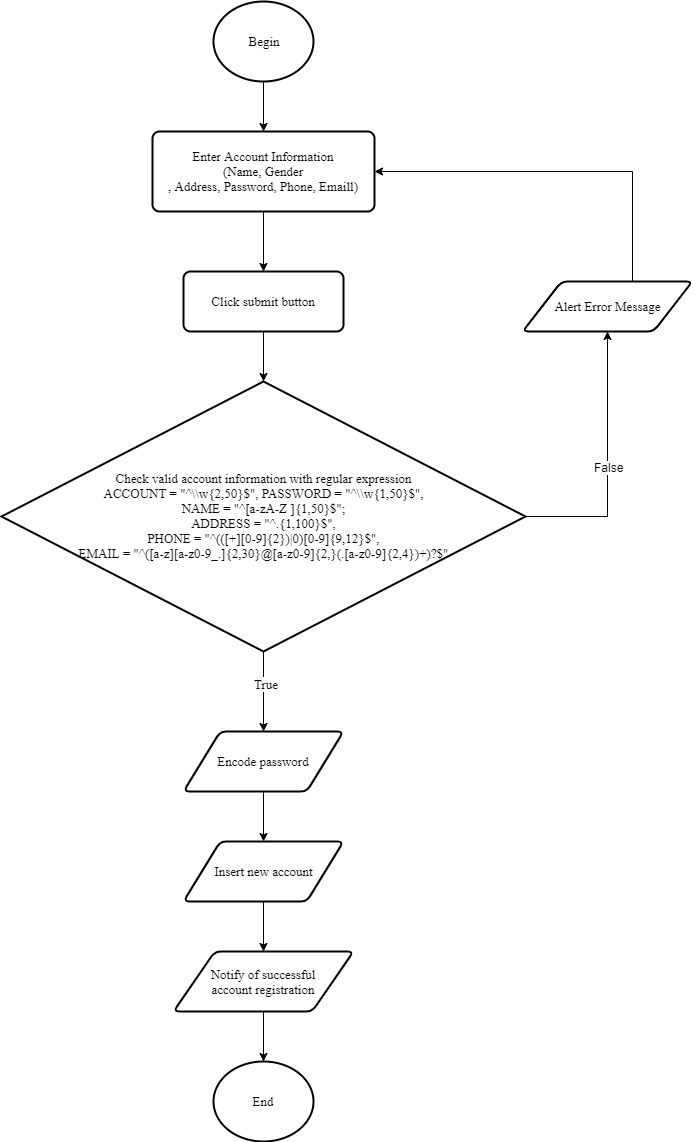 Begin
Enter Account Information
(Name, Gender
, Address, Password, Phone, Emaill)
Click submit button
Alert Error Message
False
Check valid account information with regular expression
ACCOUNT = "^\\w{2,50}$", PASSWORD = "^\\w{1,50}$",
NAME = "^[a-zA-Z ]{1,50}$";
ADDRESS = "^.{1,100}$",
PHONE = "^(([+][0-9]{2})|0)[0-9]{9,12}$",
EMAIL = "^([a-z][a-z0-9_.]{2,30}@[a-z0-9]{2,}(.[a-z0-9]{2,4})+)?$"
True
Encode password
Insert new account
Notify of successful
account registration
End